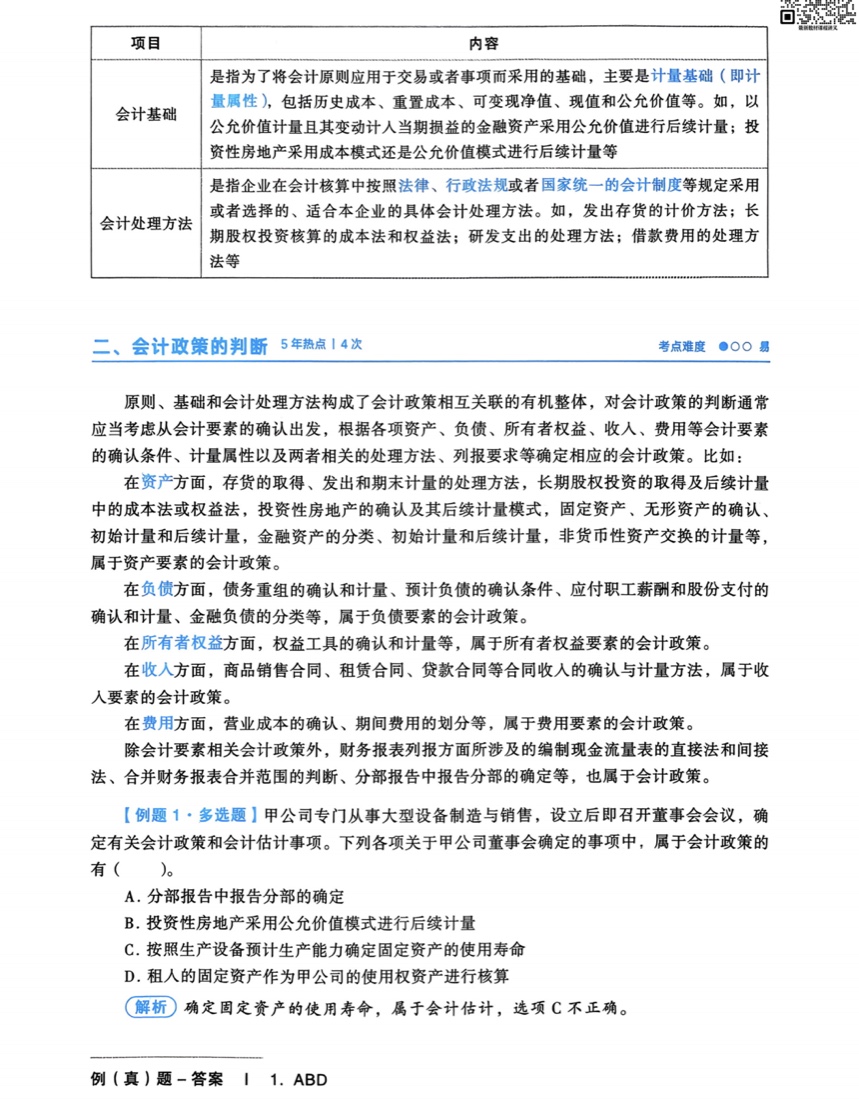 最新教材课程讲义
项目 内容
会计基础
是指为了将会计原则应用于交易或者事项而采用的基础，主要是计量基础（即计
量属性），包括历史成本、重置成本、可变现净值、现值和公允价值等。如，以
公允价值计量且其变动计入当期损益的金融资产采用公允价值进行后续计量；投
资性房地产采用成本模式还是公允价值模式进行后续计量等
会计处理方法
是指企业在会计核算中按照法律、行政法规或者国家统一的会计制度等规定采用
或者选择的、适合本企业的具体会计处理方法。如，发出存货的计价方法；长
期股权投资核算的成本法和权益法；研发支出的处理方法；借款费用的处理方
法等
二、会计政策的判断 5年热点 | 4次 考点难度 ●○○ 易
原则、基础和会计处理方法构成了会计政策相互关联的有机整体，对会计政策的判断通常
应当考虑从会计要素的确认出发，根据各项资产、负债、所有者权益、收入、费用等会计要素
的确认条件、计量属性以及两者相关的处理方法、列报要求等确定相应的会计政策。比如：
在资产方面，存货的取得、发出和期末计量的处理方法，长期股权投资的取得及后续计量
中的成本法或权益法，投资性房地产的确认及其后续计量模式，固定资产、无形资产的确认、
初始计量和后续计量，金融资产的分类、初始计量和后续计量，非货币性资产交换的计量等，
属于资产要素的会计政策。
在负债方面，债务重组的确认和计量、预计负债的确认条件、应付职工薪酬和股份支付的
确认和计量、金融负债的分类等，属于负债要素的会计政策。
在所有者权益方面，权益工具的确认和计量等，属于所有者权益要素的会计政策。
在收入方面，商品销售合同、租赁合同、贷款合同等合同收入的确认与计量方法，属于收
入要素的会计政策。
在费用方面，营业成本的确认、期间费用的划分等，属于费用要素的会计政策。
除会计要素相关会计政策外，财务报表列报方面所涉及的编制现金流量表的直接法和间接
法、合并财务报表合并范围的判断、分部报告中报告分部的确定等，也属于会计政策。
【例题1·多选题】甲公司专门从事大型设备制造与销售，设立后即召开董事会会议，确
定有关会计政策和会计估计事项。下列各项关于甲公司董事会确定的事项中，属于会计政策的
有（　　）。
A. 分部报告中报告分部的确定
B. 投资性房地产采用公允价值模式进行后续计量
C. 按照生产设备预计生产能力确定固定资产的使用寿命
D. 租入的固定资产作为甲公司的使用权资产进行核算
解析 确定固定资产的使用寿命，属于会计估计，选项 C 不正确。
例（真）题–答案 | 1. ABD